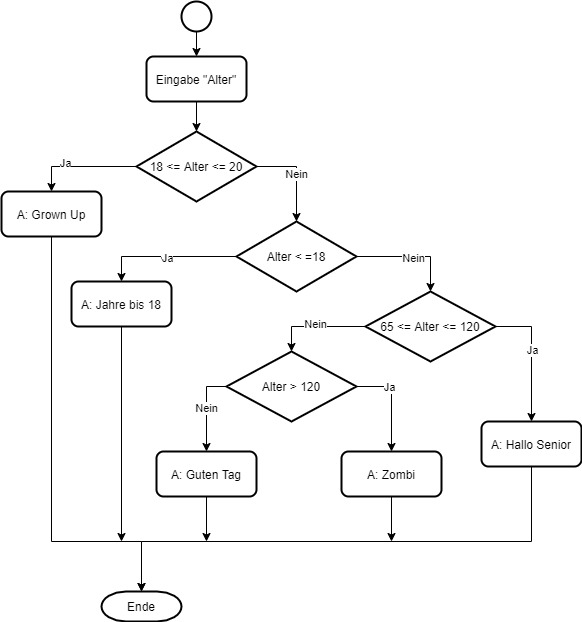 Eingabe "Alter"
18 <= Alter <= 20
Ja
Nein
A: Grown Up
Alter < =18
Ja
Nein
A: Jahre bis 18
65 <= Alter <= 120
Nein
Ja
Alter > 120
Nein
Ja
A: Hallo Senior
A: Guten Tag
A: Zombi
Ende